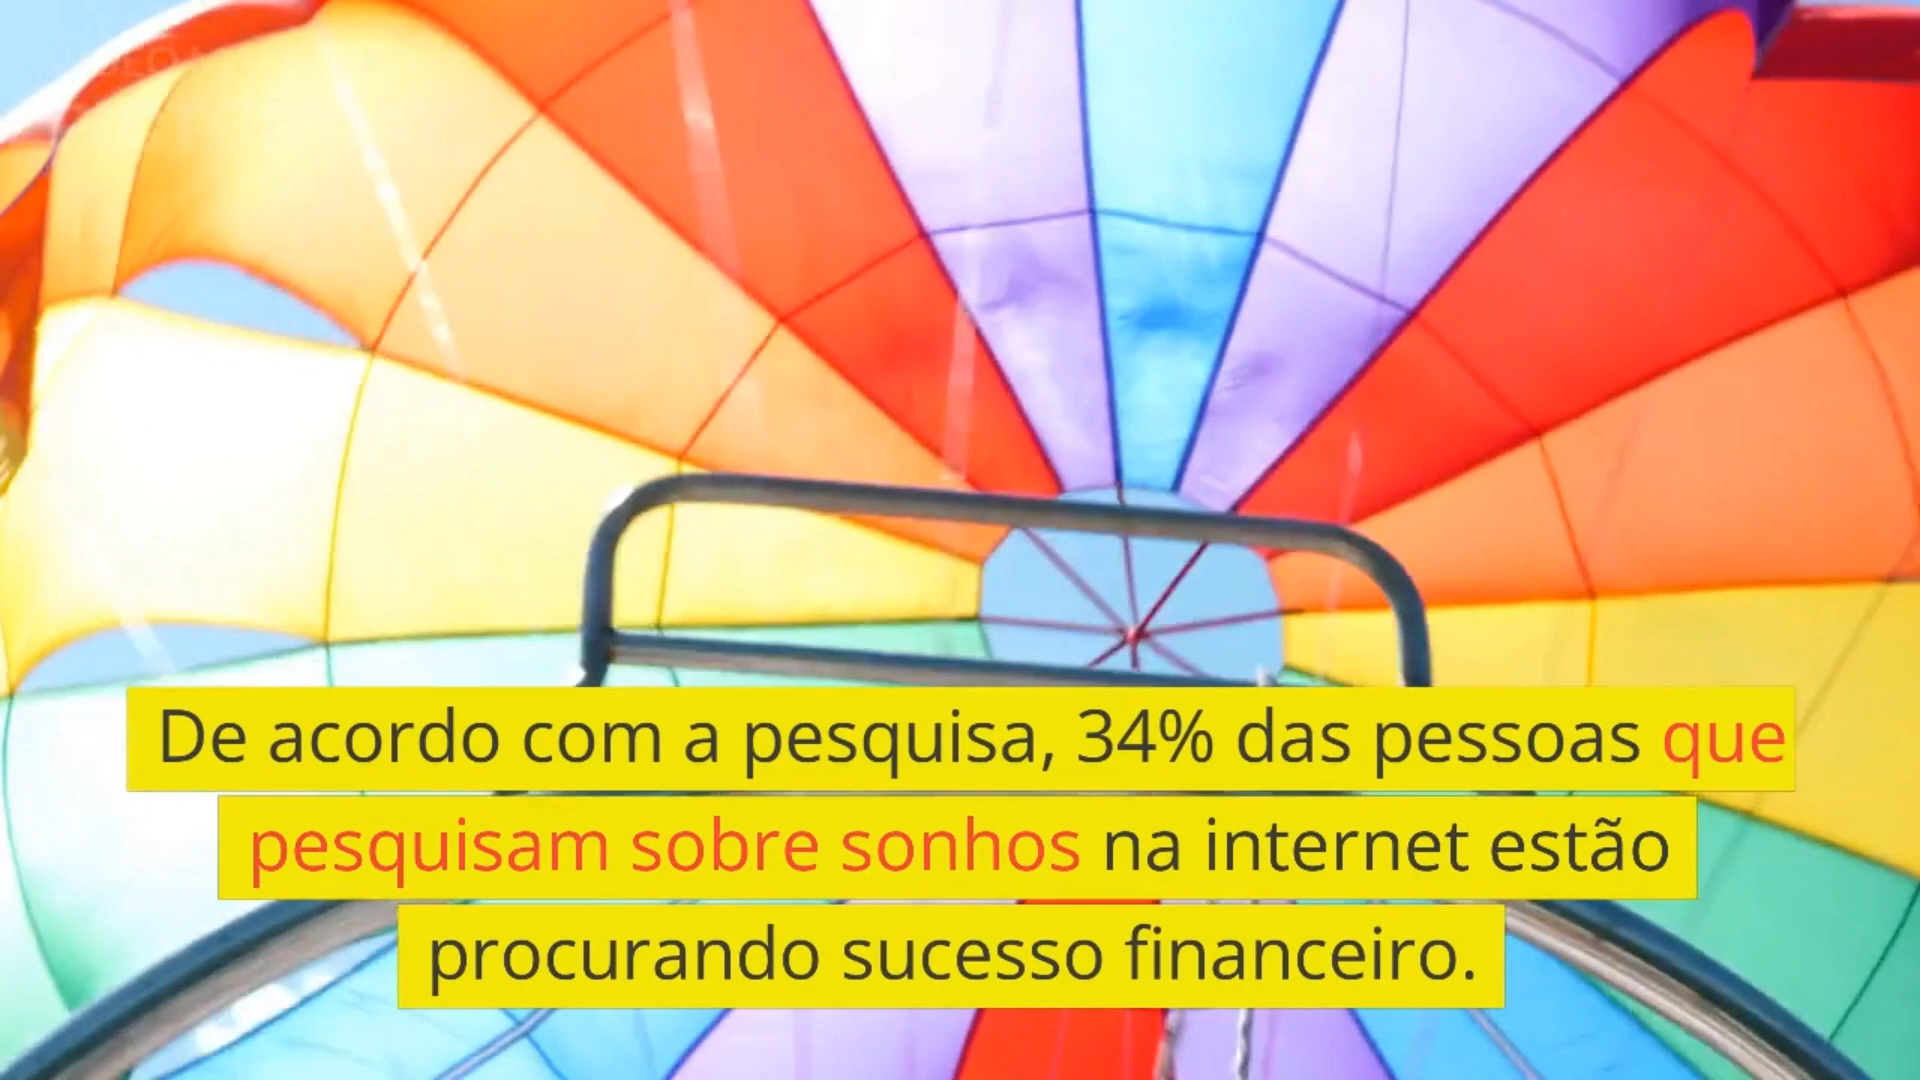 De acordo com a pesquisa, 34% das pessoas que
pesquisam sobre sonhos na internet estão
procurando sucesso financeiro.